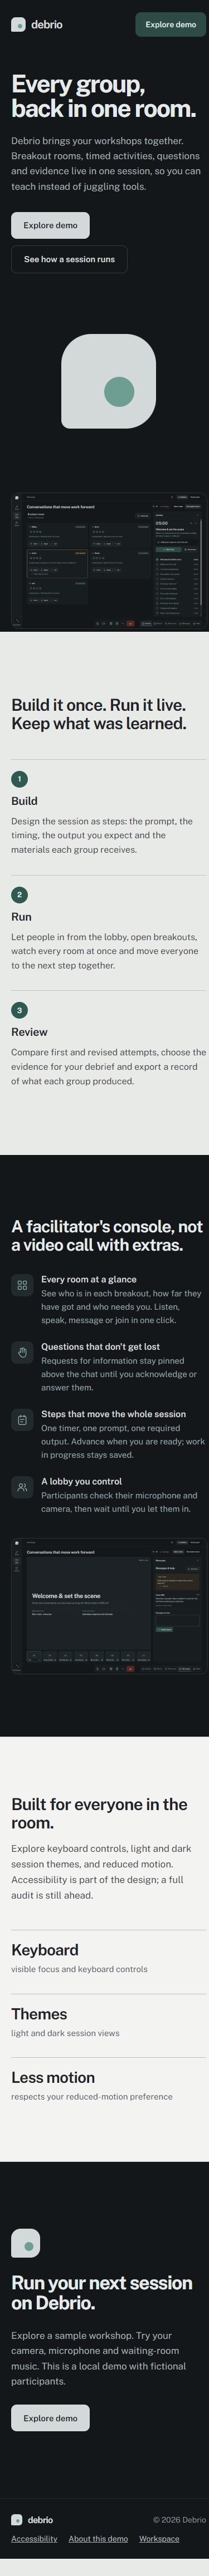 debrio
Explore demo
Every group,
back in one room.
Debrio brings your workshops together.
Breakout rooms, timed activities, questions
and evidence live in one session, so you can
teach instead of juggling tools.
Explore demo
See how a session runs
Conversations that move work forward
05:00
Build it once. Run it live.
Keep what was learned.
1
Build
Design the session as steps: the prompt, the
timing, the output you expect and the
materials each group receives.
2
Run
Let people in from the lobby, open breakouts,
watch every room at once and move everyone
to the next step together.
3
Review
Compare first and revised attempts, choose the
evidence for your debrief and export a record
of what each group produced.
A facilitator's console, not
a video call with extras.
Every room at a glance
See who is in each breakout, how far they
have got and who needs you. Listen,
speak, message or join in one click.
Questions that don't get lost
Requests for information stay pinned
above the chat until you acknowledge or
answer them.
Steps that move the whole session
One timer, one prompt, one required
output. Advance when you are ready; work
in progress stays saved.
A lobby you control
Participants check their microphone and
camera, then wait until you let them in.
Conversations that move work forward
Welcome & set the scene
Built for everyone in the
room.
Explore keyboard controls, light and dark
session themes, and reduced motion.
Accessibility is part of the design; a full
audit is still ahead.
Keyboard
visible focus and keyboard controls
Themes
light and dark session views
Less motion
respects your reduced-motion preference
Run your next session
on Debrio.
Explore a sample workshop. Try your
camera, microphone and waiting-room
music. This is a local demo with fictional
participants.
Explore demo
debrio
© 2026 Debrio
Accessibility
About this demo
Workspace